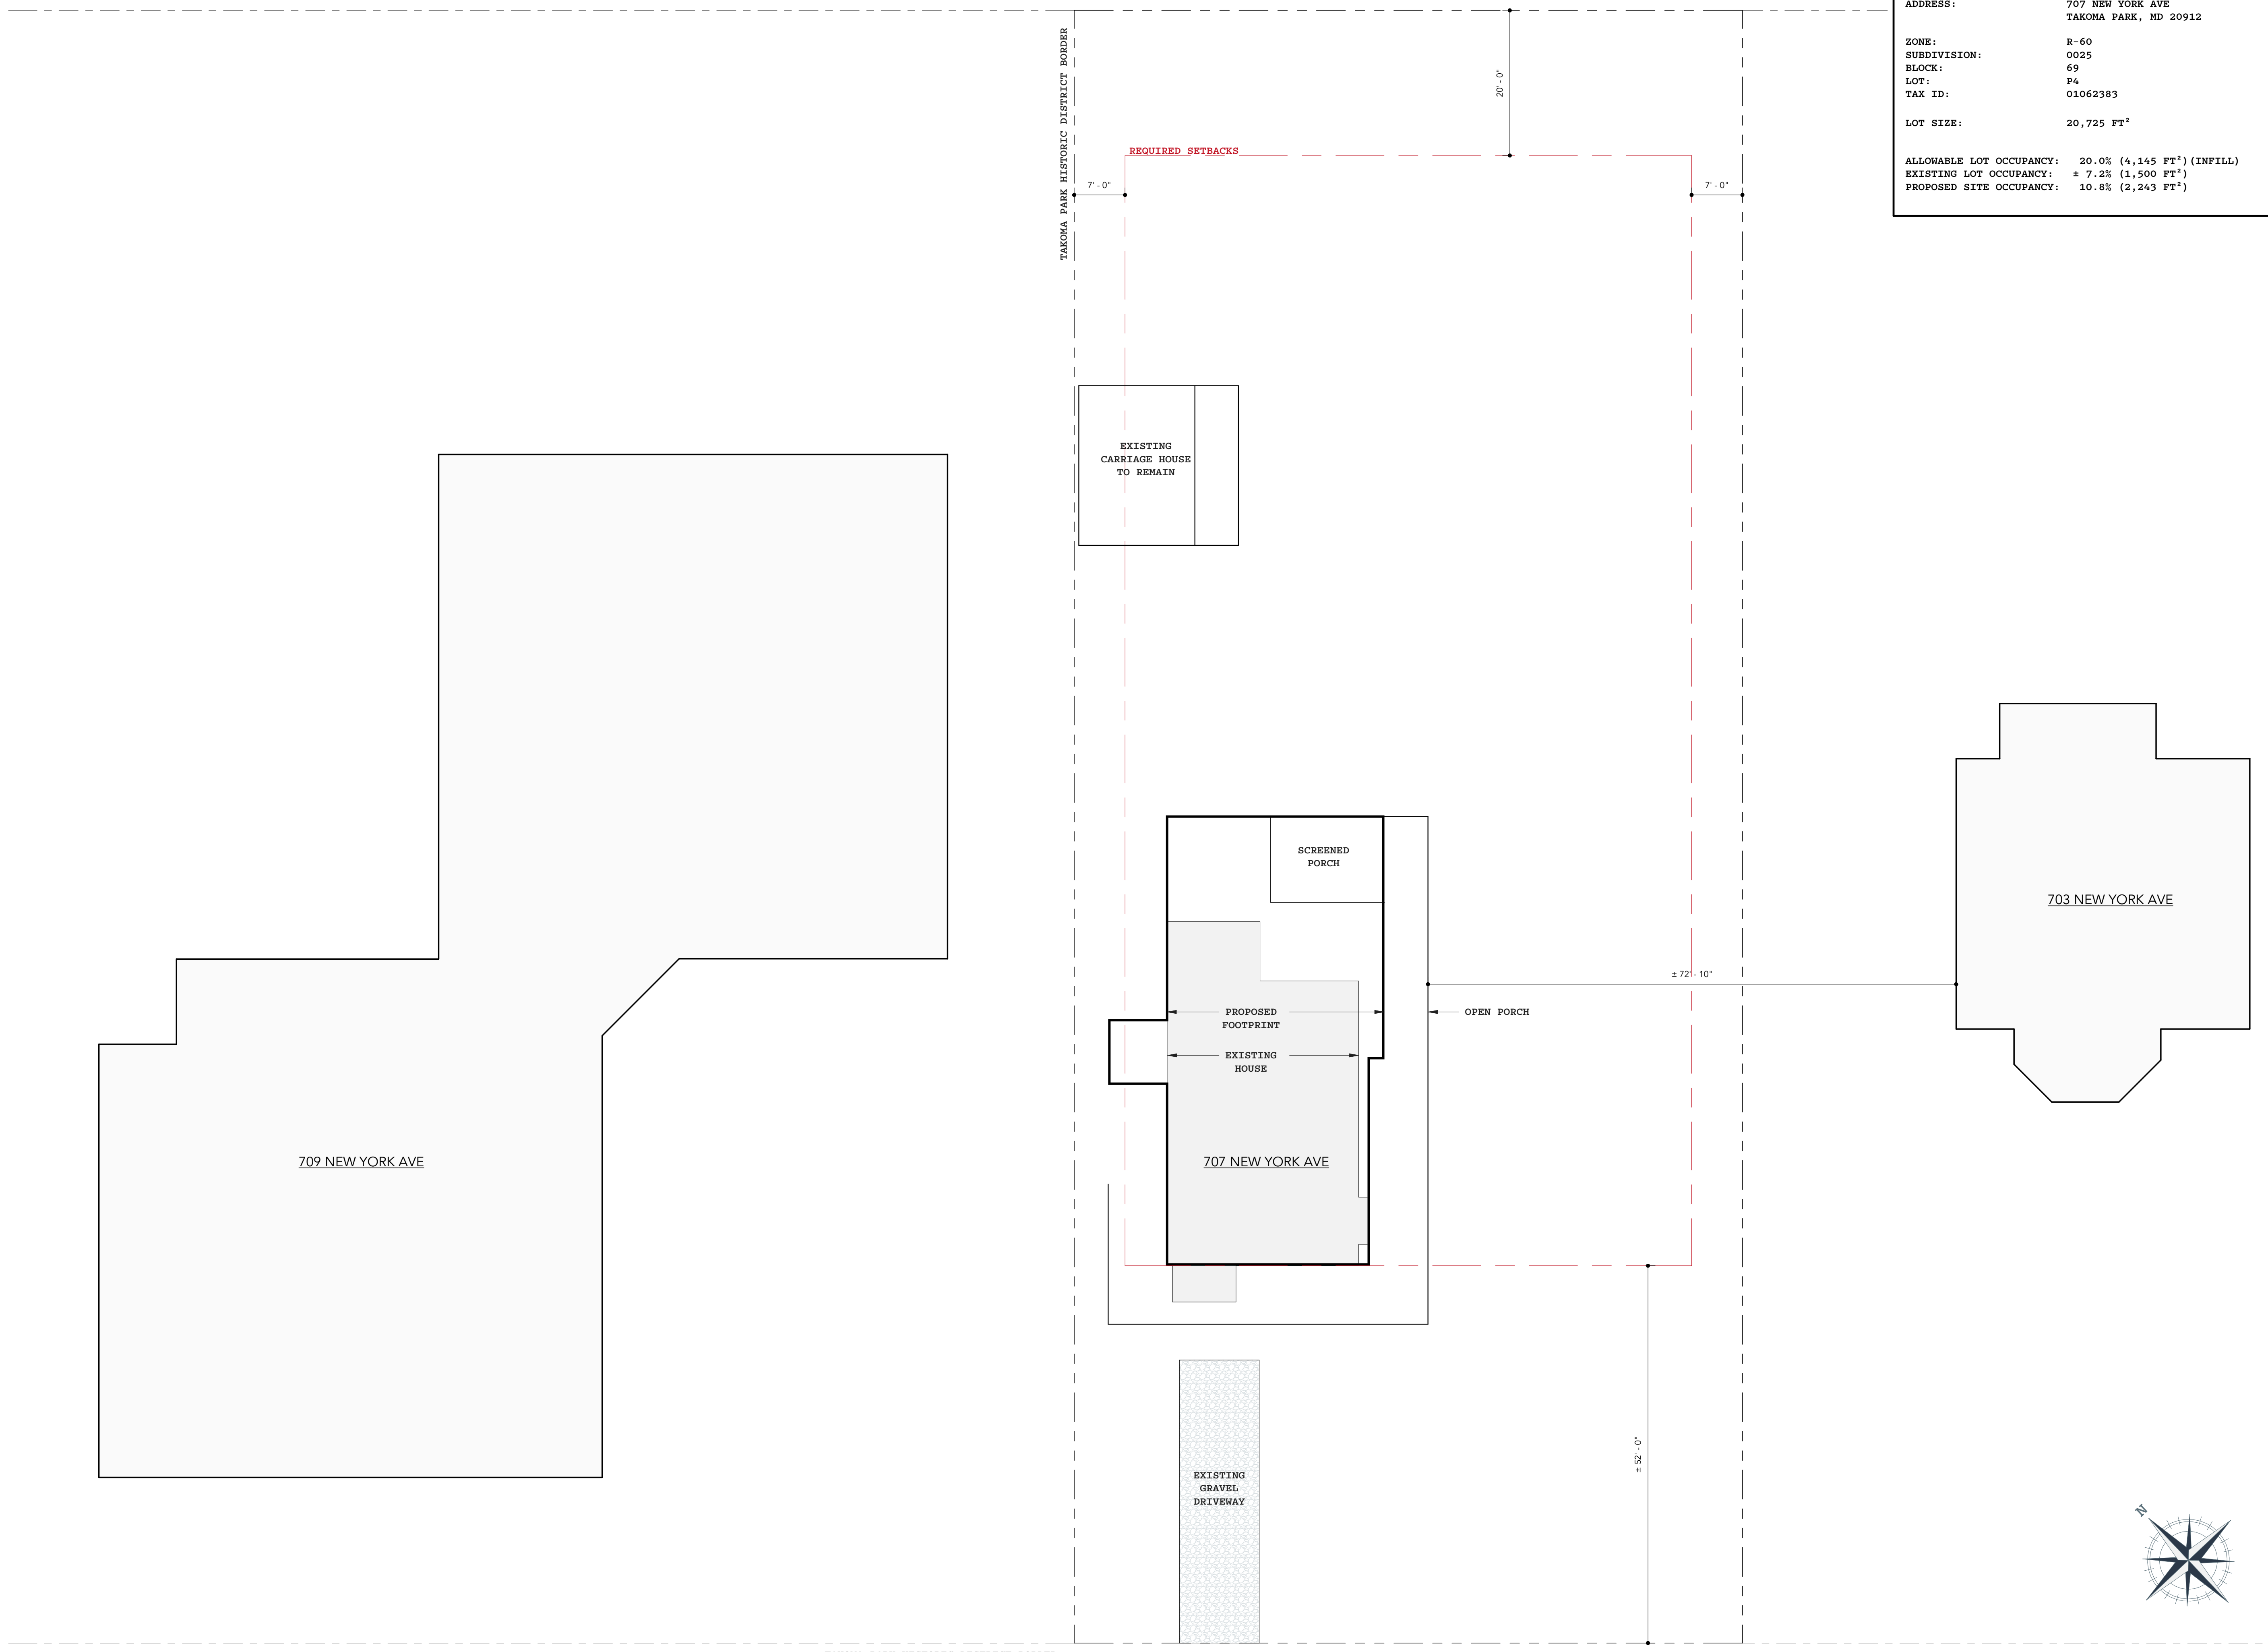 ADDRESS: 707 NEW YORK AVE
TAKOMA PARK, MD 20912
ZONE: R-60
SUBDIVISION: 0025
BLOCK: 69
LOT: P4
TAX ID: 01062383
LOT SIZE: 20,725 FT²
ALLOWABLE LOT OCCUPANCY: 20.0% (4,145 FT²)(INFILL)
EXISTING LOT OCCUPANCY: ± 7.2% (1,500 FT²)
PROPOSED SITE OCCUPANCY: 10.8% (2,243 FT²)
TAKOMA PARK HISTORIC DISTRICT BORDER
20' - 0"
REQUIRED SETBACKS
7' - 0"
7' - 0"
EXISTING
CARRIAGE HOUSE
TO REMAIN
SCREENED
PORCH
703 NEW YORK AVE
± 72' - 10"
PROPOSED
FOOTPRINT
OPEN PORCH
EXISTING
HOUSE
709 NEW YORK AVE
707 NEW YORK AVE
± 52' - 0"
EXISTING
GRAVEL
DRIVEWAY
N